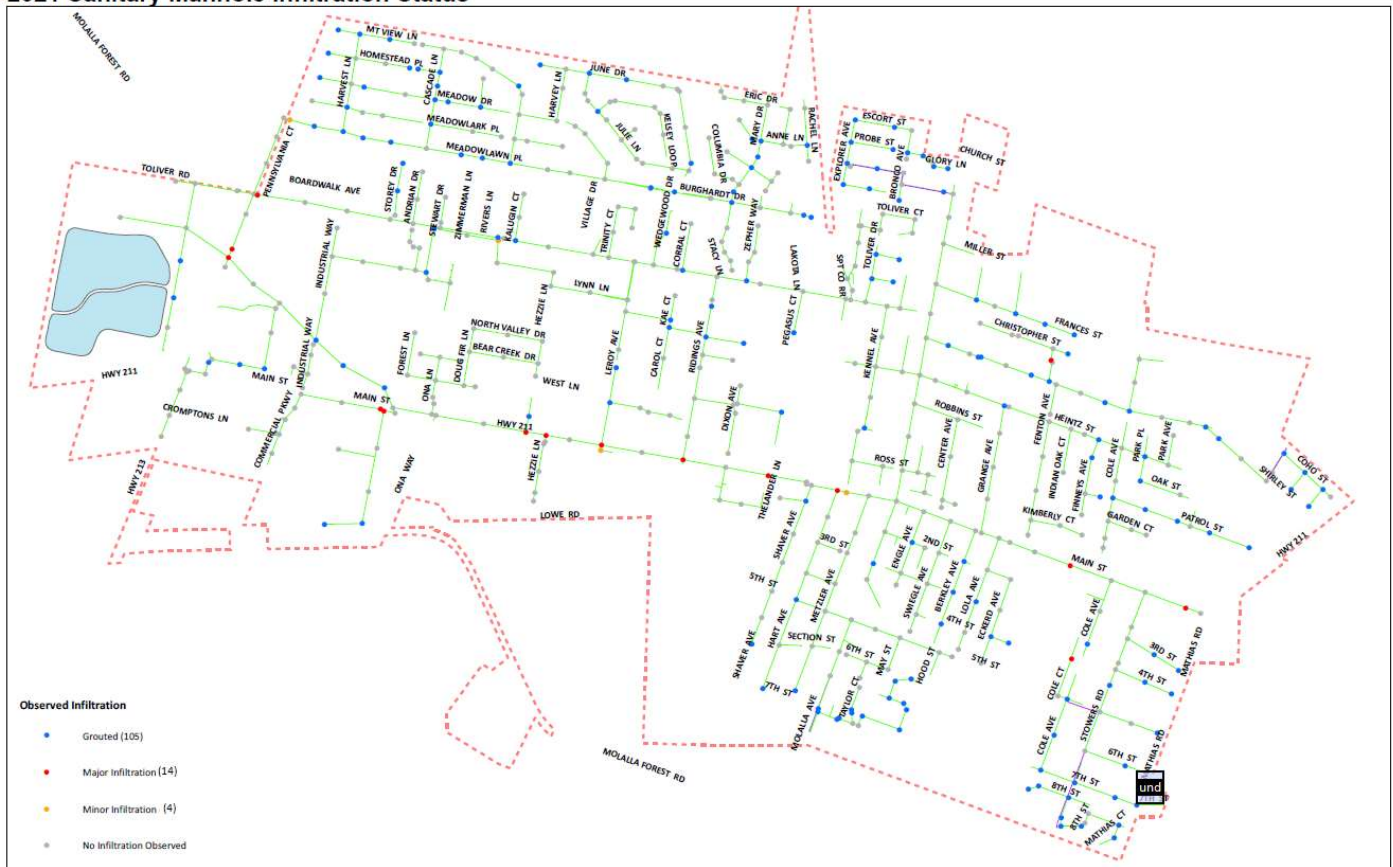 2021 Sanitary Manhole Infiltration Status
MOLALLA FOREST RD
MT VIEW LN
HOMESTEAD PL
HARVEST LN
CASCADE LN
MEADOW DR
MEADOWLARK PL
MEADOWLAWN PL
HARVEY LN
JUNE DR
JULIE LN
KELSEY LOOP
COLUMBIA DR
ERIC DR
MARY DR
ANNE LN
RACHEL LN
ESCORT ST
EXPLORER AVE
PROBE ST
BRONCO AVE
GLORY LN
CHURCH ST
TOLIVER RD
PENNSYLVANIA CT
BOARDWALK AVE
STOREY DR
ADRIAN DR
STEWART DR
ZIMMERMAN LN
RIVERS LN
KALUGIN CT
VILLAGE DR
TRINITY CT
WEDGEWOOD DR
BURGHARDT DR
CORRAL CT
STACY LN
ZEPHER WAY
LAKOTA LN
PEGASUS CT
SPT CO RR
TOLIVER DR
TOLIVER CT
MILLER ST
INDUSTRIAL WAY
INDUSTRIAL WAY
LYNN LN
HEZZIE LN
NORTH VALLEY DR
BEAR CREEK DR
WEST LN
FOREST LN
ONA LN
DOUG FIR LN
LEROY AVE
CAROL CT
KAE CT
RIDINGS AVE
DIXON AVE
KENNEL AVE
FRANCES ST
CHRISTOPHER ST
HWY 211
MAIN ST
CROMPTONS LN
COMMERCIAL PKWY
MAIN ST
HWY 211
HEZZIE LN
ONA WAY
LOWE RD
HWY 213
THELANDER LN
ROBBINS ST
ROSS ST
CENTER AVE
GRANGE AVE
FENTON AVE
HEINTZ ST
INDIAN OAK CT
FINNEYS AVE
COLE AVE
PARK PL
PARK AVE
OAK ST
KIMBERLY CT
GARDEN CT
PATROL ST
SHIRLEY ST
COHO ST
HWY 211
SHAVER AVE
5TH ST
SHAVER AVE
HART AVE
3RD ST
METZLER AVE
SECTION ST
7TH ST
MOLALLA AVE
TAYLOR CT
6TH ST
MAY ST
HOOD ST
ENGLE AVE
2ND ST
SWIEGLE AVE
BERKLEY AVE
LOLA AVE
4TH ST
ECKERD AVE
5TH ST
MAIN ST
COLE AVE
COLE CT
COLE AVE
STOWERS RD
3RD ST
MATHIAS RD
4TH ST
6TH ST
7TH ST
8TH ST
8TH ST
MATHIAS CT
und
MOLALLA FOREST RD
Observed Infiltration
Grouted (105)
Major Infiltration (14)
Minor Infiltration (4)
No Infiltration Observed